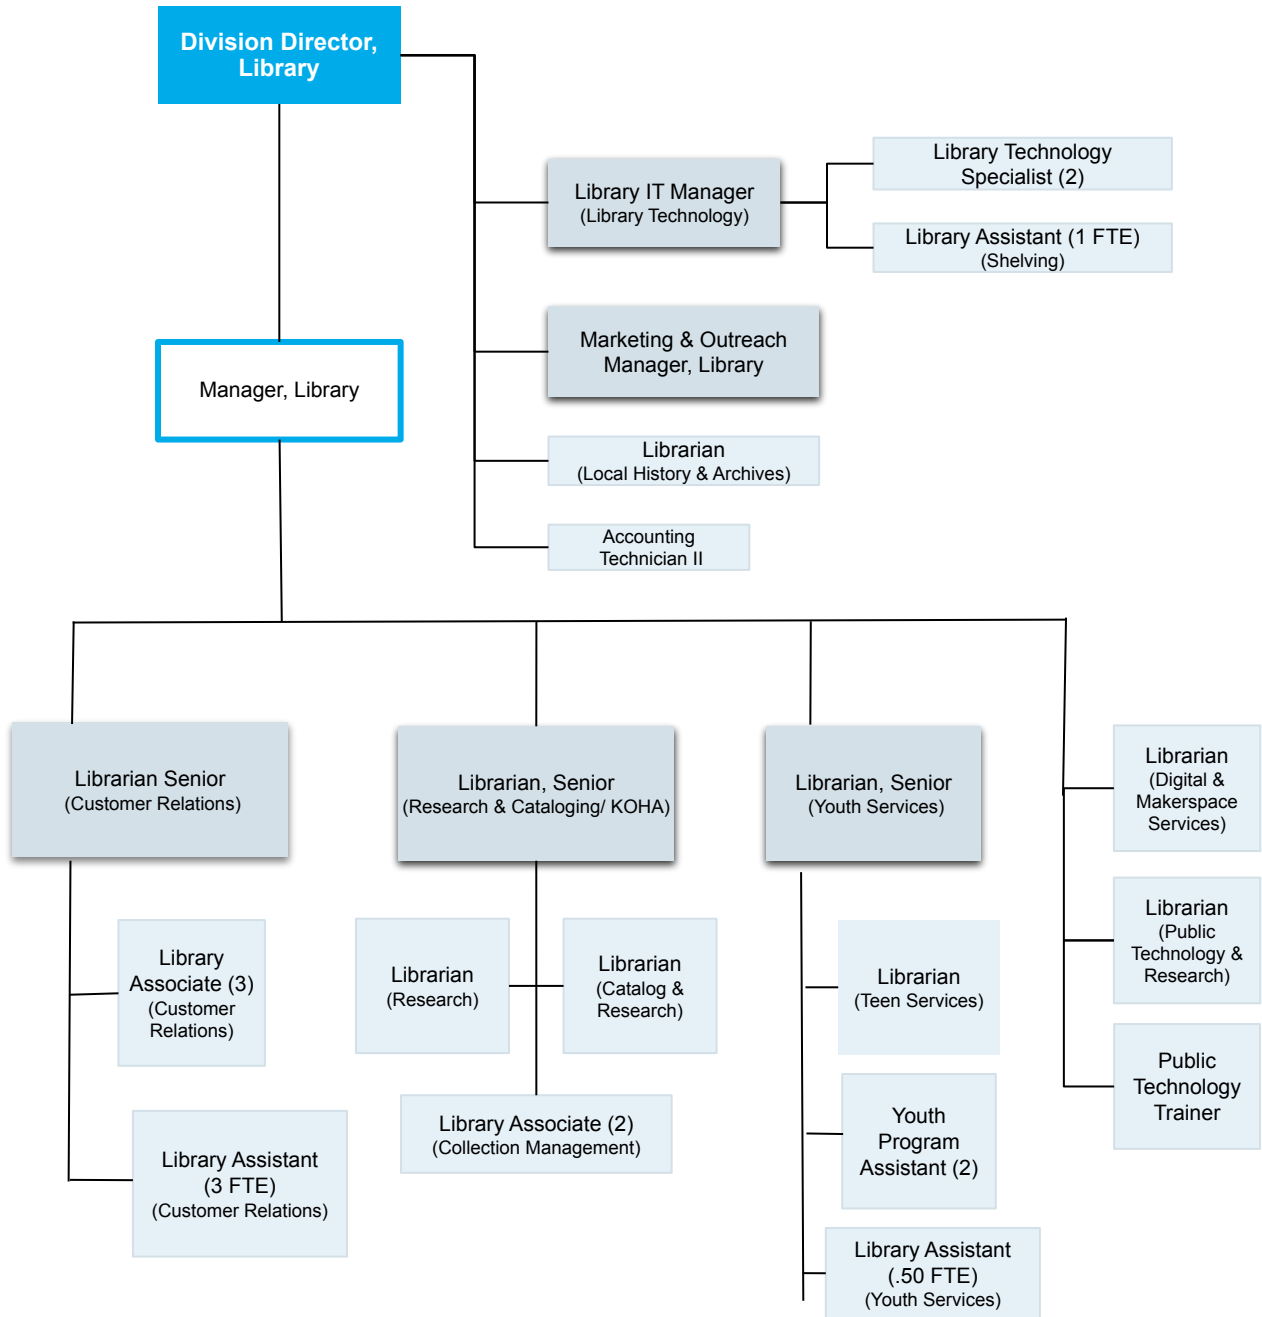 Division Director,
Library
Library Technology
Specialist (2)
Library IT Manager
(Library Technology)
Library Assistant (1 FTE)
(Shelving)
Marketing & Outreach
Manager, Library
Manager, Library
Librarian
(Local History & Archives)
Accounting
Technician II
Librarian Senior
(Customer Relations)
Librarian, Senior
(Research & Cataloging/ KOHA)
Librarian, Senior
(Youth Services)
Librarian
(Digital &
Makerspace
Services)
Library
Associate (3)
(Customer
Relations)
Librarian
(Research)
Librarian
(Catalog &
Research)
Librarian
(Teen Services)
Librarian
(Public
Technology &
Research)
Library Assistant
(3 FTE)
(Customer Relations)
Library Associate (2)
(Collection Management)
Youth
Program
Assistant (2)
Public
Technology
Trainer
Library Assistant
(.50 FTE)
(Youth Services)